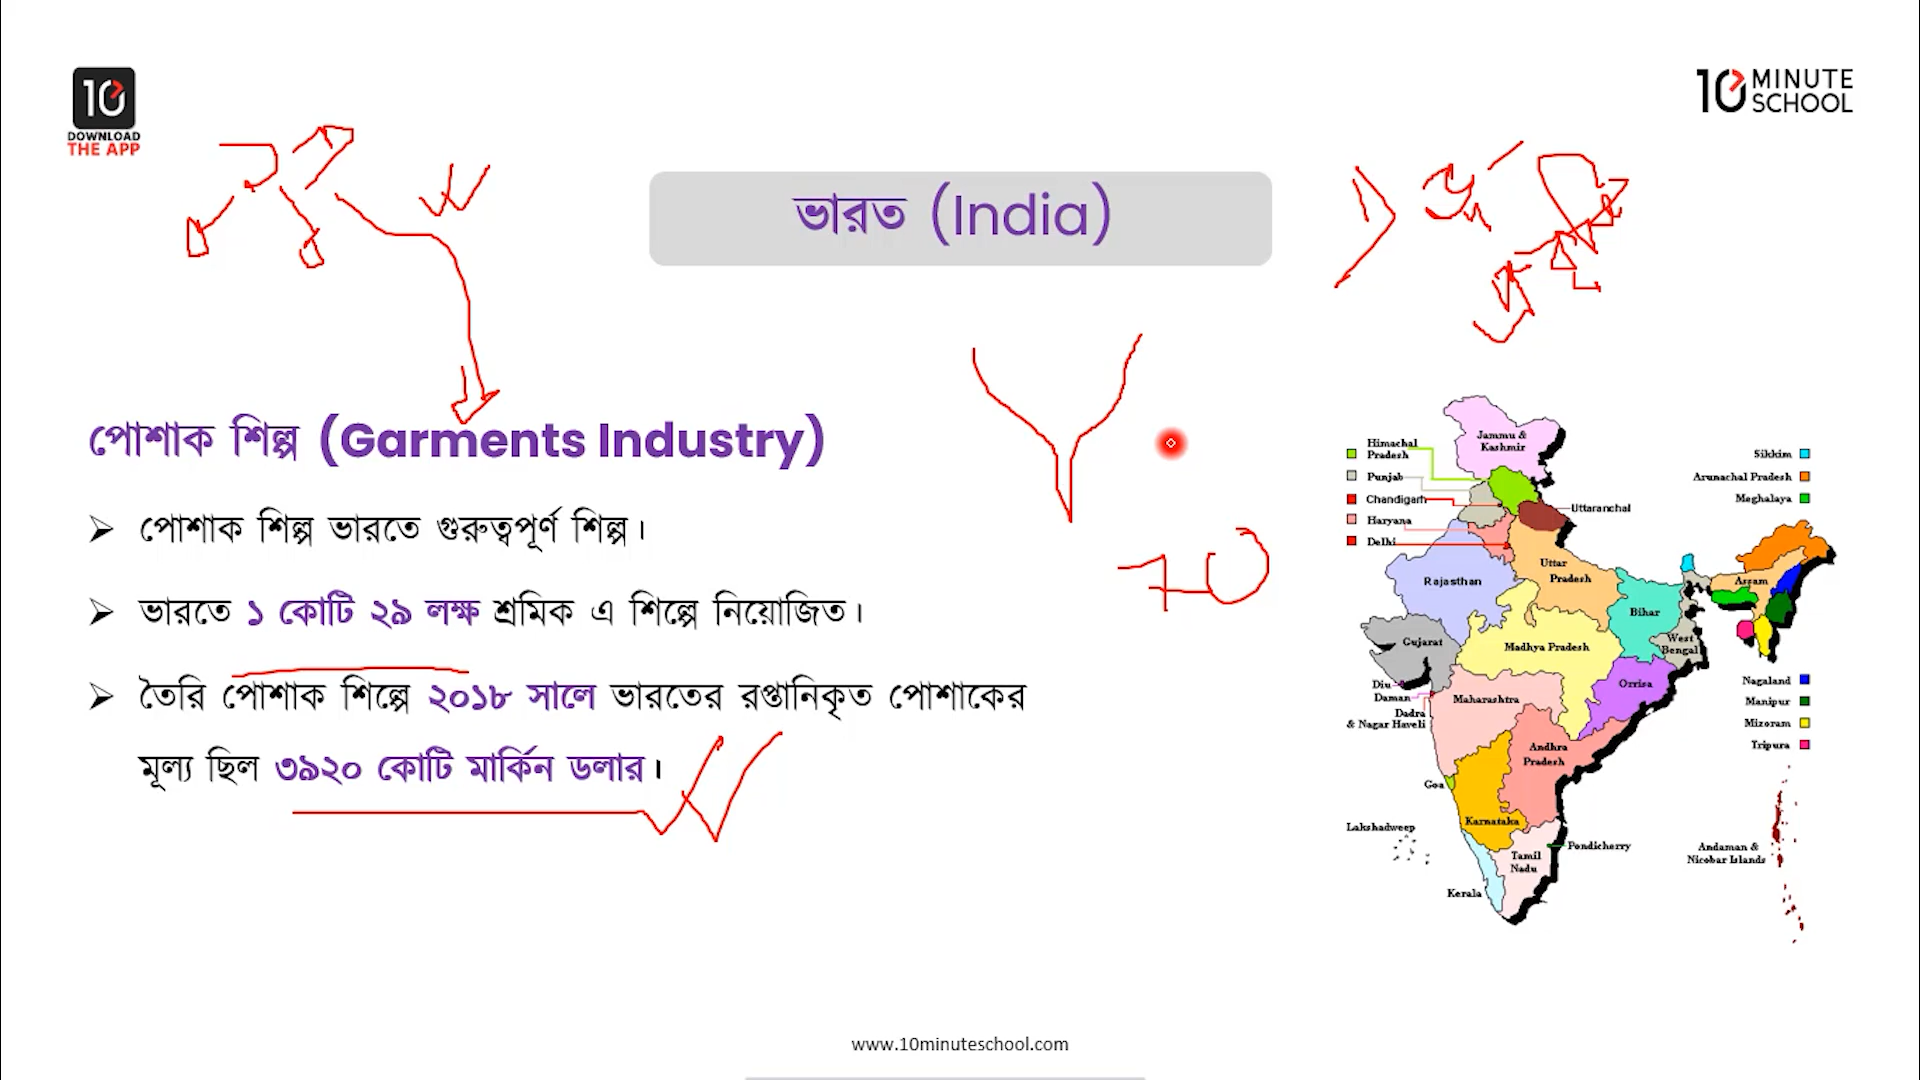 10
DOWNLOAD
THE APP
10 MINUTE
SCHOOL
ভারত (India)
পোশাক শিল্প (Garments Industry)
➢ পোশাক শিল্প ভারতে গুরুত্বপূর্ণ শিল্প।
➢ ভারতে ১ কোটি ২৯ লক্ষ শ্রমিক এ শিল্পে নিয়োজিত।
➢ তৈরি পোশাক শিল্পে ২০১৮ সালে ভারতের রপ্তানিকৃত পোশাকের
মূল্য ছিল ৩৯২০ কোটি মার্কিন ডলার।
70
Jammu &
Kashmir
Himachal
Pradesh
Punjab
Chandigarh
Haryana
Delhi
Uttaranchal
Sikkim
Arunachal Pradesh
Meghalaya
Rajasthan
Uttar
Pradesh
Bihar
Assam
Gujarat
Madhya Pradesh
West
Bengal
Orrisa
Diu
Daman
Dadra
& Nagar Haveli
Maharashtra
Andhra
Pradesh
Goa
Karnataka
Nagaland
Manipur
Mizoram
Tripura
Lakshadweep
Tamil
Nadu
Pondicherry
Kerala
Andaman &
Nicobar Islands
www.10minuteschool.com